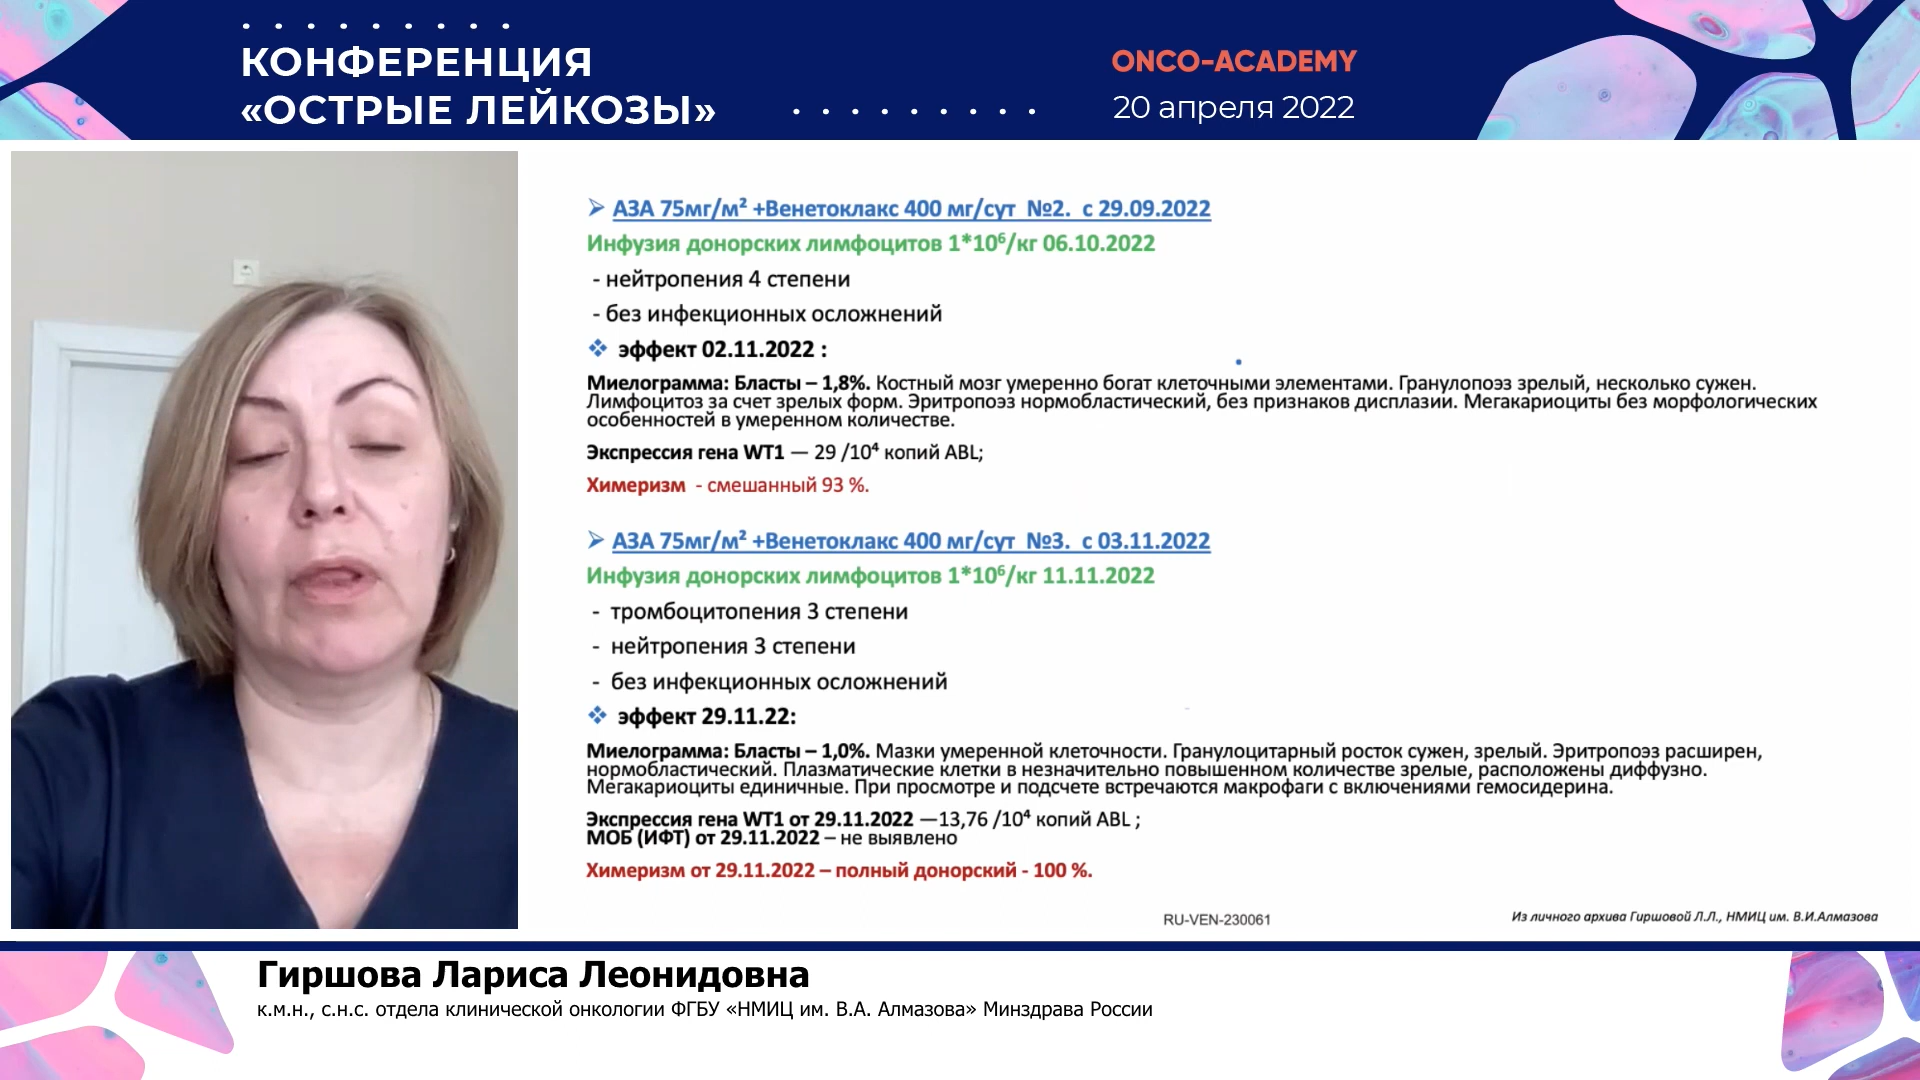 КОНФЕРЕНЦИЯ
«ОСТРЫЕ ЛЕЙКОЗЫ»
ONCO-ACADEMY
20 апреля 2022
➢ АЗА 75мг/м² +Венетоклакс 400 мг/сут №2. с 29.09.2022
Инфузия донорских лимфоцитов 1*10⁶/кг 06.10.2022
- нейтропения 4 степени
- без инфекционных осложнений
❖ эффект 02.11.2022 :
Миелограмма: Бласты – 1,8%. Костный мозг умеренно богат клеточными элементами. Гранулопоэз зрелый, несколько сужен.
Лимфоцитоз за счет зрелых форм. Эритропоэз нормобластический, без признаков дисплазии. Мегакариоциты без морфологических
особенностей в умеренном количестве.
Экспрессия гена WT1 — 29 /10⁴ копий ABL;
Химеризм - смешанный 93 %.
➢ АЗА 75мг/м² +Венетоклакс 400 мг/сут №3. с 03.11.2022
Инфузия донорских лимфоцитов 1*10⁶/кг 11.11.2022
- тромбоцитопения 3 степени
- нейтропения 3 степени
- без инфекционных осложнений
❖ эффект 29.11.22:
Миелограмма: Бласты – 1,0%. Мазки умеренной клеточности. Гранулоцитарный росток сужен, зрелый. Эритропоэз расширен,
нормобластический. Плазматические клетки в незначительно повышенном количестве зрелые, расположены диффузно.
Мегакариоциты единичные. При просмотре и подсчете встречаются макрофаги с включениями гемосидерина.
Экспрессия гена WT1 от 29.11.2022 —13,76 /10⁴ копий ABL ;
МОБ (ИФТ) от 29.11.2022 – не выявлено
Химеризм от 29.11.2022 – полный донорский - 100 %.
RU-VEN-230061
Из личного архива Гиршовой Л.Л., НМИЦ им. В.И.Алмазова
Гиршова Лариса Леонидовна
к.м.н., с.н.с. отдела клинической онкологии ФГБУ «НМИЦ им. В.А. Алмазова» Минздрава России